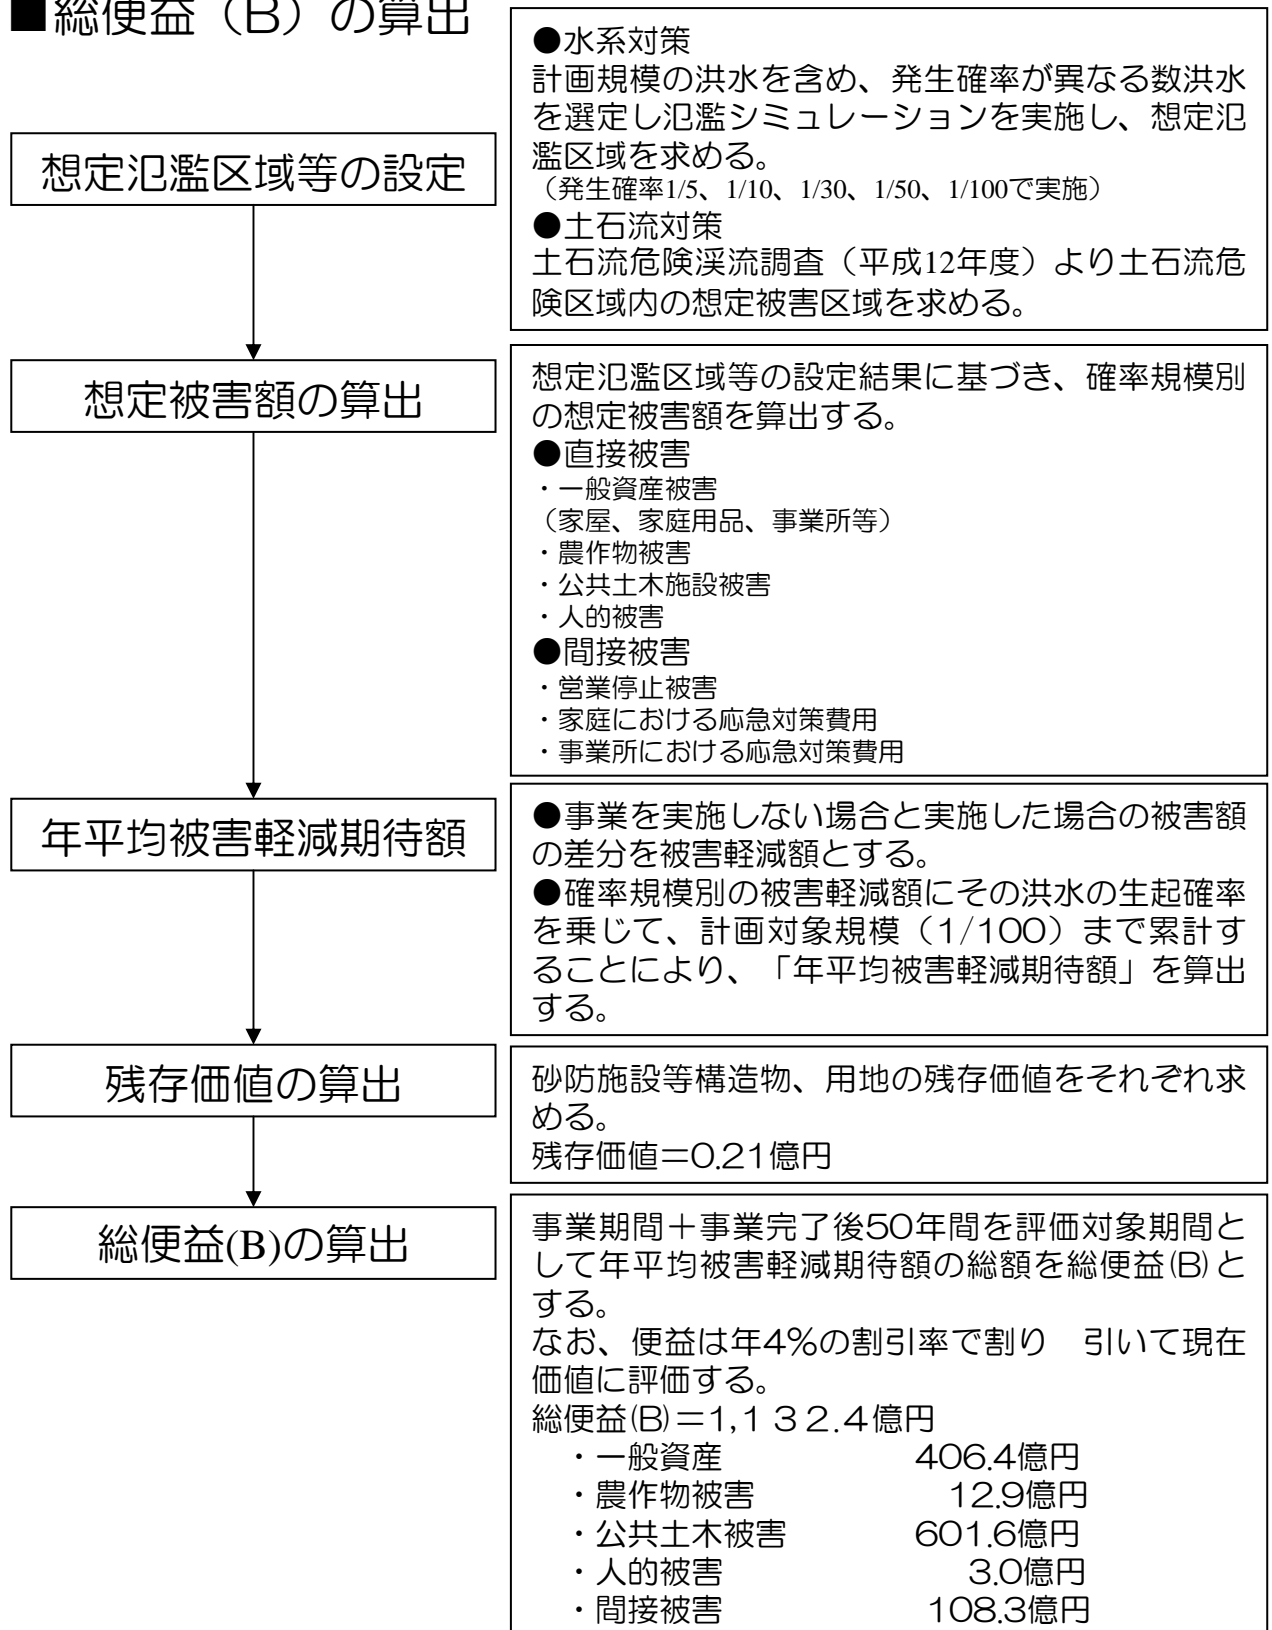 ■総便益（B）の算出
想定氾濫区域等の設定
●水系対策
計画規模の洪水を含め、発生確率が異なる数洪水
を選定し氾濫シミュレーションを実施し、想定氾
濫区域を求める。
（発生確率1/5、1/10、1/30、1/50、1/100で実施）
●土石流対策
土石流危険渓流調査（平成12年度）より土石流危
険区域内の想定被害区域を求める。
想定被害額の算出
想定氾濫区域等の設定結果に基づき、確率規模別
の想定被害額を算出する。
●直接被害
・一般資産被害
（家屋、家庭用品、事業所等）
・農作物被害
・公共土木施設被害
・人的被害
●間接被害
・営業停止被害
・家庭における応急対策費用
・事業所における応急対策費用
年平均被害軽減期待額
●事業を実施しない場合と実施した場合の被害額
の差分を被害軽減額とする。
●確率規模別の被害軽減額にその洪水の生起確率
を乗じて、計画対象規模（1/100）まで累計す
ることにより、「年平均被害軽減期待額」を算出
する。
残存価値の算出
砂防施設等構造物、用地の残存価値をそれぞれ求
める。
残存価値＝0.21億円
総便益(B)の算出
事業期間＋事業完了後50年間を評価対象期間と
して年平均被害軽減期待額の総額を総便益(B)と
する。
なお、便益は年4%の割引率で割り　引いて現在
価値に評価する。
総便益(B)＝1,１３２.４億円
・一般資産　406.4億円
・農作物被害　12.9億円
・公共土木被害　601.6億円
・人的被害　3.0億円
・間接被害　108.3億円